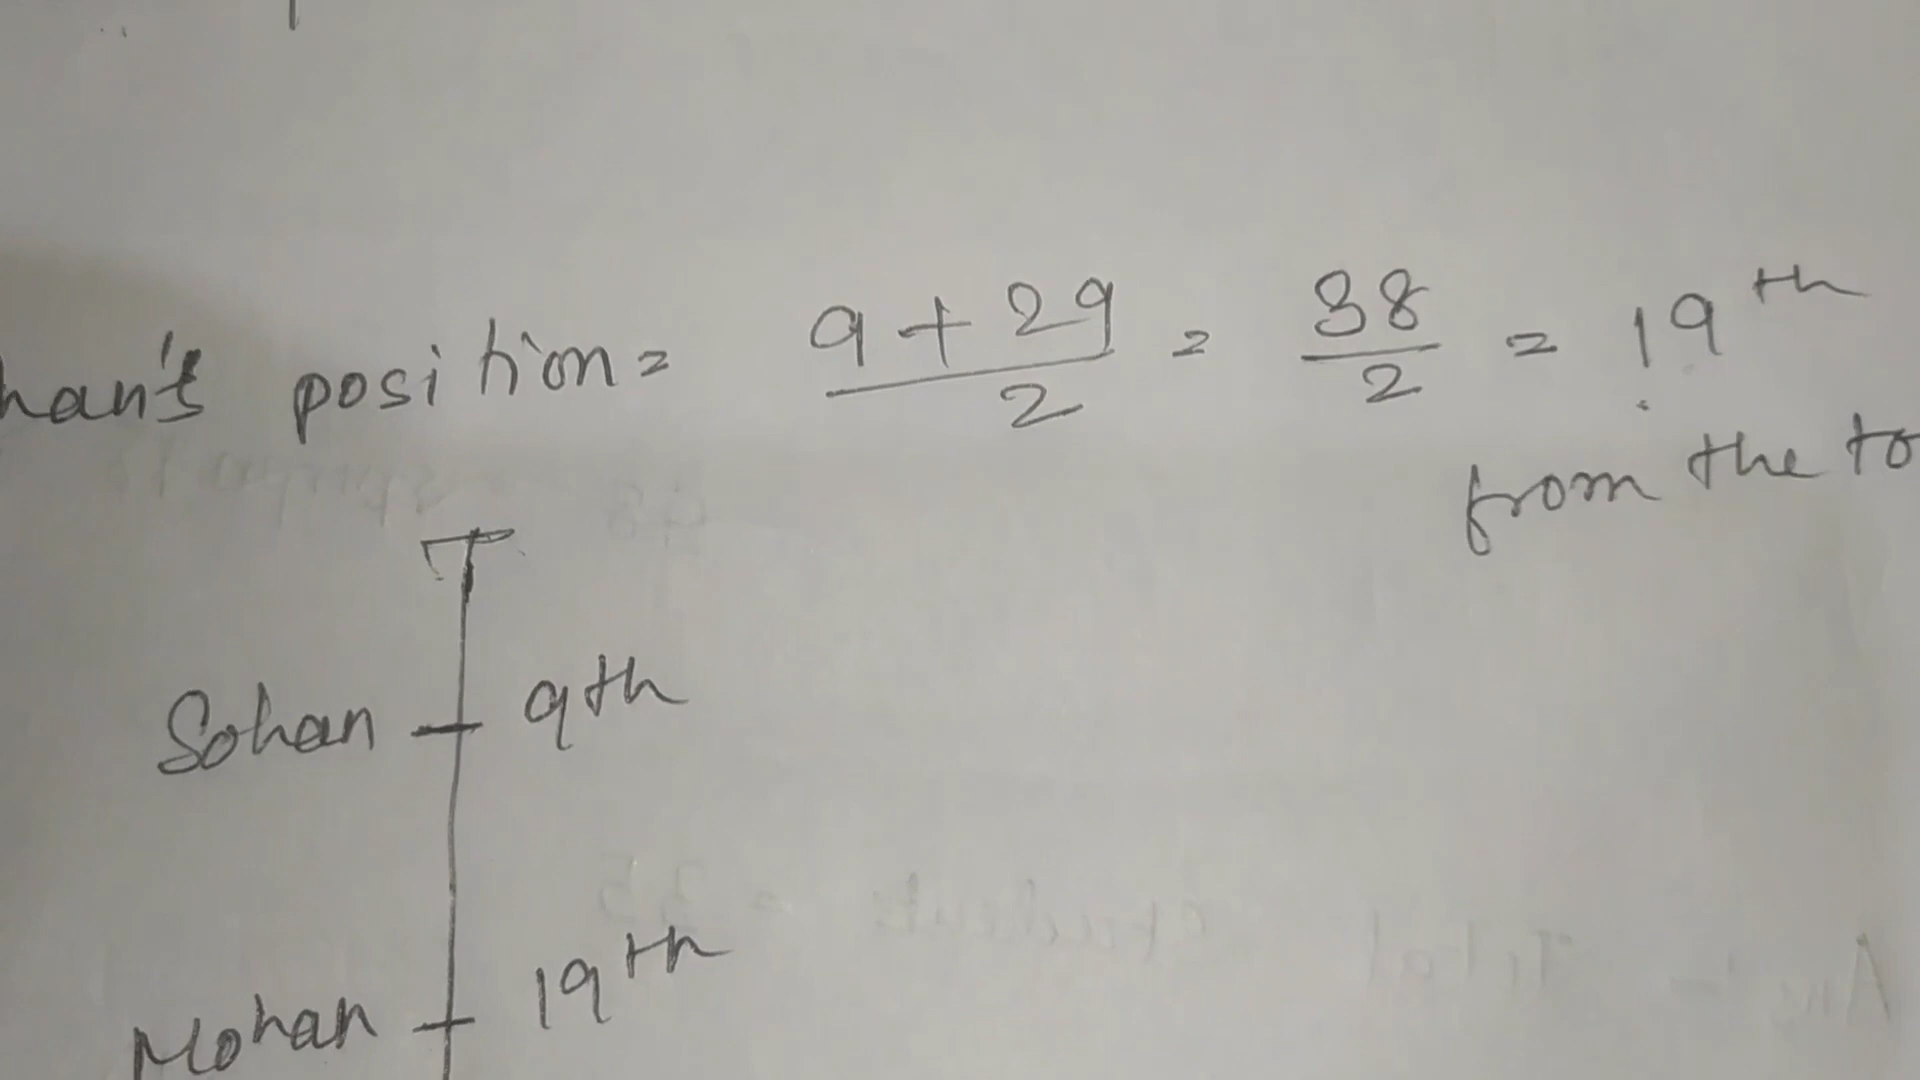 han's position = 9 + 29 / 2 = 38 / 2 = 19th
from the to
T
Sohan 9th
Mohan 19th